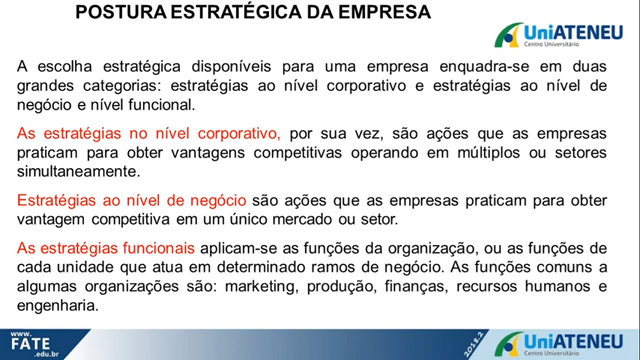 POSTURA ESTRATÉGICA DA EMPRESA
UniATENEU
Centro Universitário
A escolha estratégica disponíveis para uma empresa enquadra-se em duas
grandes categorias: estratégias ao nível corporativo e estratégias ao nível de
negócio e nível funcional.
As estratégias no nível corporativo, por sua vez, são ações que as empresas
praticam para obter vantagens competitivas operando em múltiplos ou setores
simultaneamente.
Estratégias ao nível de negócio são ações que as empresas praticam para obter
vantagem competitiva em um único mercado ou setor.
As estratégias funcionais aplicam-se as funções da organização, ou as funções de
cada unidade que atua em determinado ramos de negócio. As funções comuns a
algumas organizações são: marketing, produção, finanças, recursos humanos e
engenharia.
www.
FATE
.edu.br
2018.2
UniATENEU
Centro Universitário